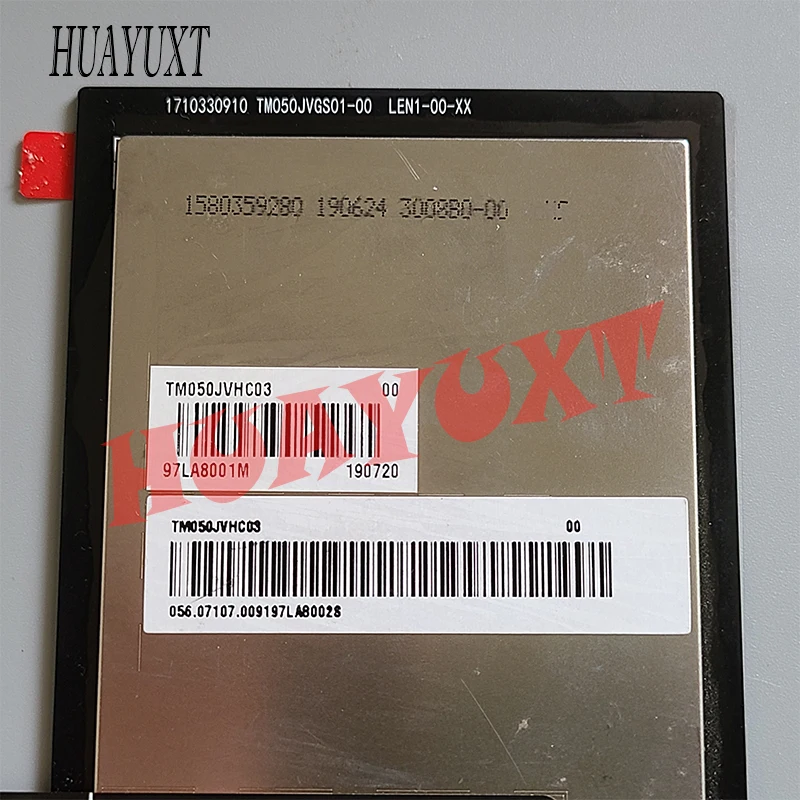 HUAYUXT
1710330910 TM050JVGS01-00 LEN1-00-XX
1580359280 190624 300880-00
HUAYUXT
TM050JVHC03 00
97LA8001M 190720
TM050JVHC03 00
056.07107.009197LA8002S